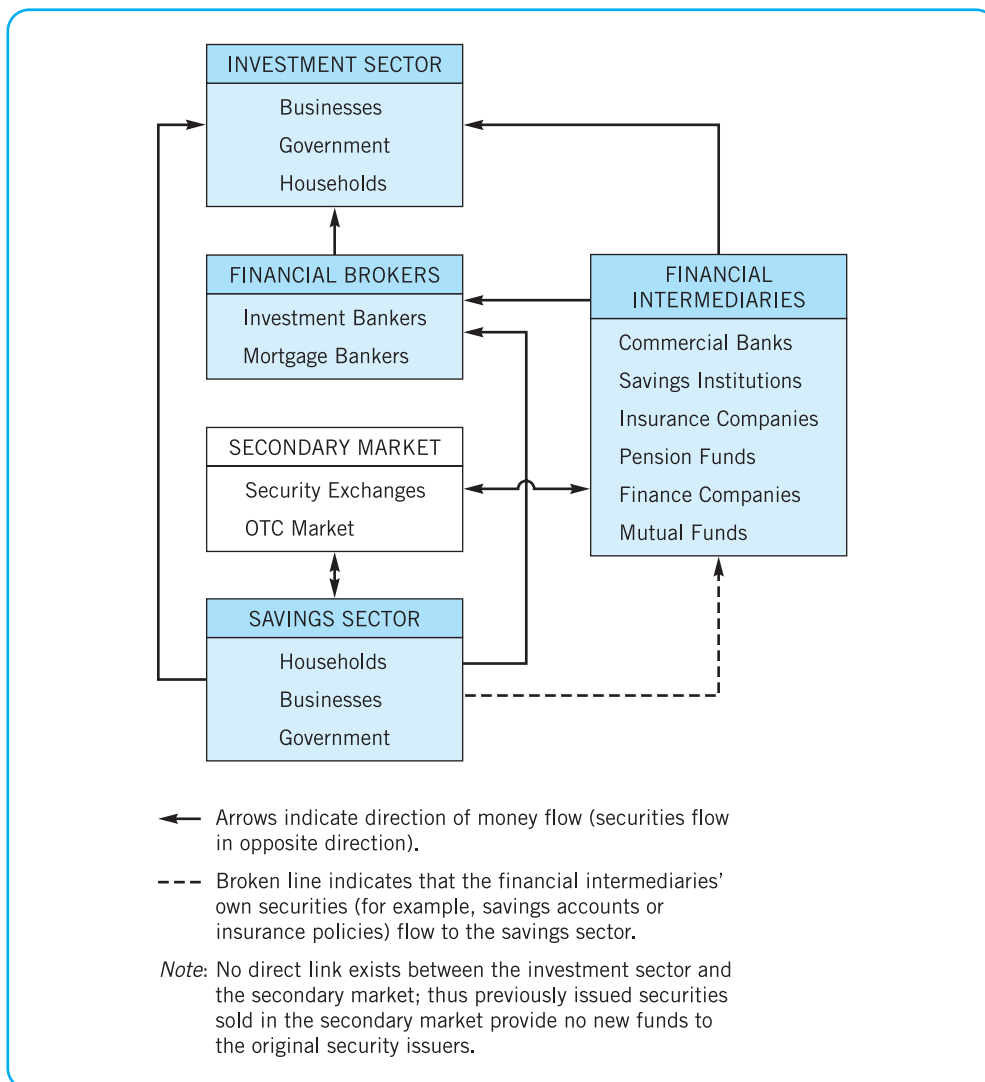 INVESTMENT SECTOR
Businesses
Government
Households
FINANCIAL BROKERS
Investment Bankers
Mortgage Bankers
FINANCIAL
INTERMEDIARIES
Commercial Banks
Savings Institutions
Insurance Companies
Pension Funds
Finance Companies
Mutual Funds
SECONDARY MARKET
Security Exchanges
OTC Market
SAVINGS SECTOR
Households
Businesses
Government
Arrows indicate direction of money flow (securities flow
in opposite direction).
Broken line indicates that the financial intermediaries’
own securities (for example, savings accounts or
insurance policies) flow to the savings sector.
Note: No direct link exists between the investment sector and
the secondary market; thus previously issued securities
sold in the secondary market provide no new funds to
the original security issuers.